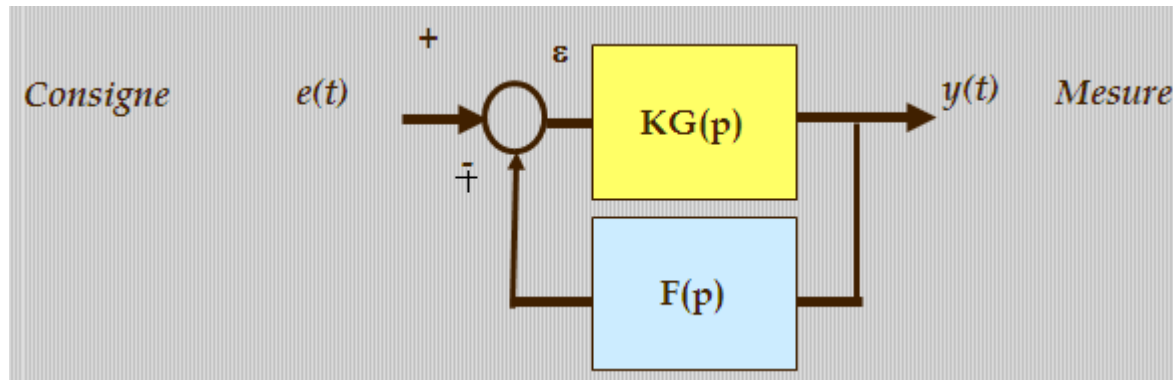 +
ε
Consigne e(t) KG(p) y(t) Mesure
-
+
F(p)